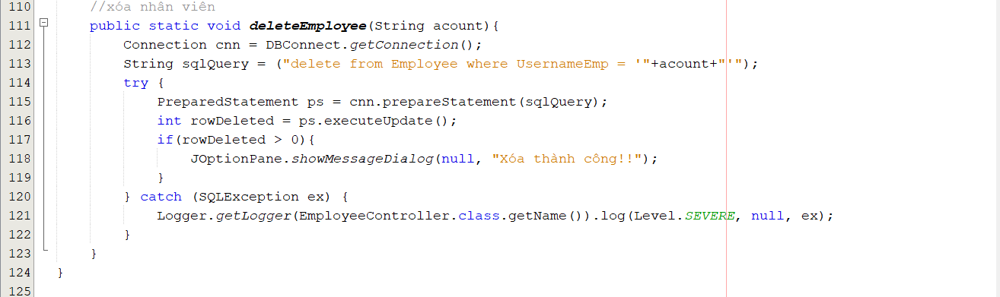 110 //xóa nhân viên
111 public static void deleteEmployee(String acount){
112 Connection cnn = DBConnect.getConnection();
113 String sqlQuery = ("delete from Employee where UsernameEmp = '"+acount+"'");
114 try {
115 PreparedStatement ps = cnn.prepareStatement(sqlQuery);
116 int rowDeleted = ps.executeUpdate();
117 if(rowDeleted > 0){
118 JOptionPane.showMessageDialog(null, "Xóa thành công!!");
119 }
120 } catch (SQLException ex) {
121 Logger.getLogger(EmployeeController.class.getName()).log(Level.SEVERE, null, ex);
122 }
123 }
124 }
125